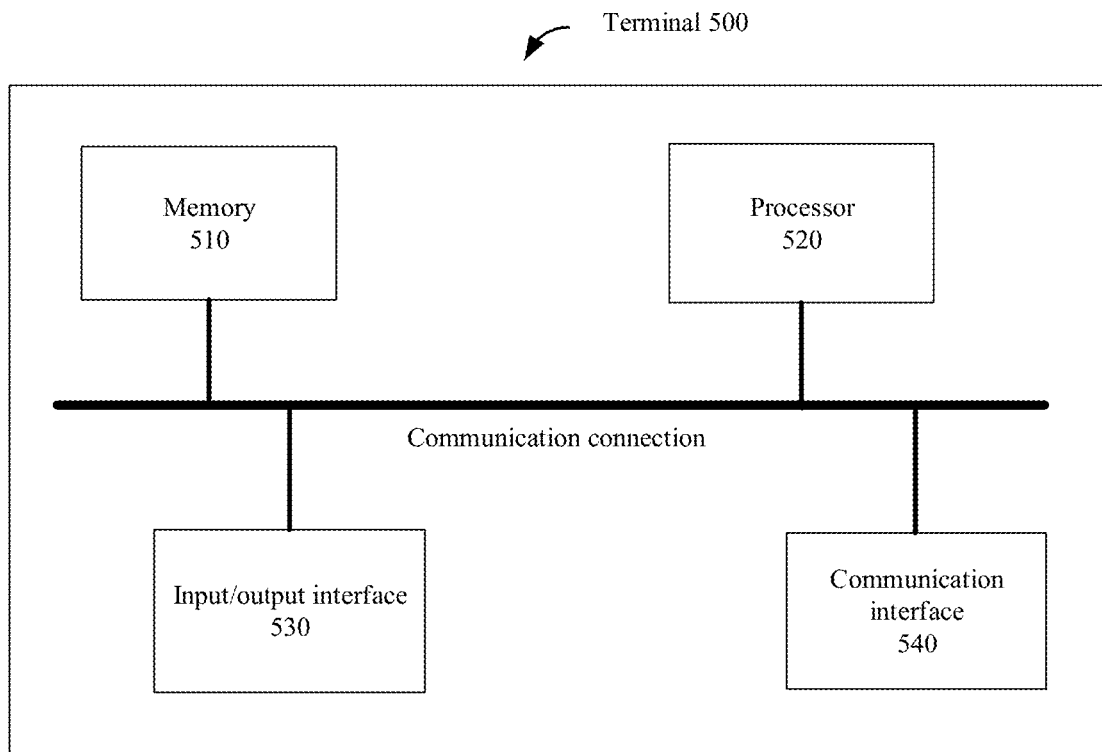 Terminal 500
Memory
510
Processor
520
Communication connection
Input/output interface
530
Communication
interface
540